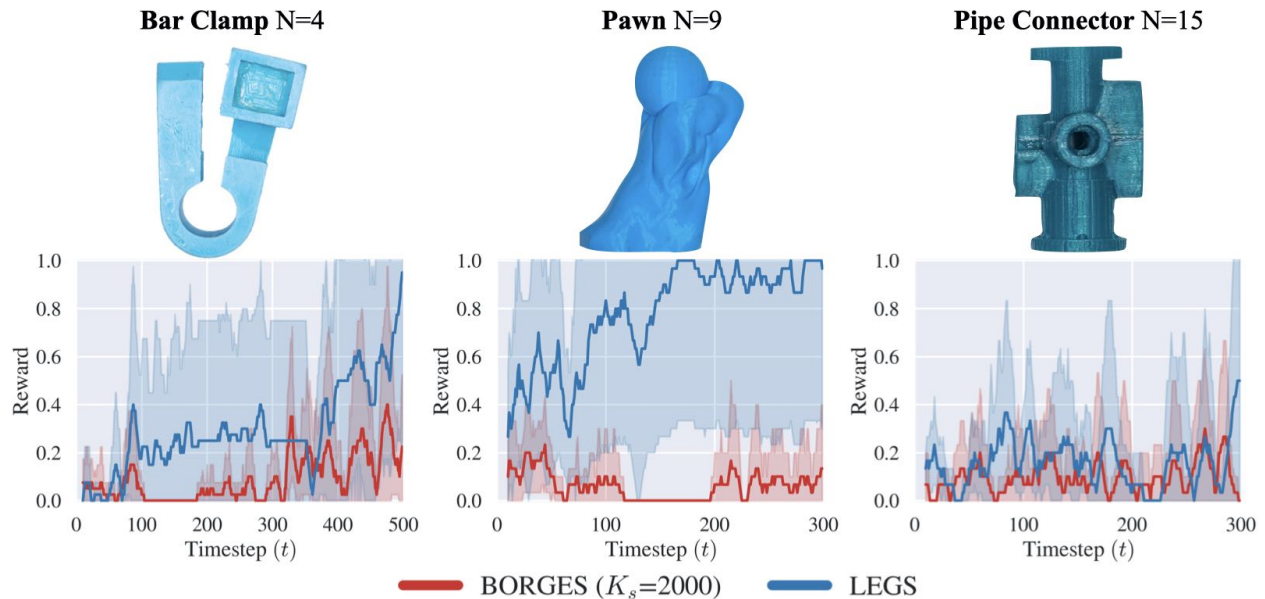 Bar Clamp N=4
Pawn N=9
Pipe Connector N=15
Reward
1.0
0.8
0.6
0.4
0.2
0.0
0 100 200 300 400 500
Timestep (t)
Reward
1.0
0.8
0.6
0.4
0.2
0.0
0 100 200 300
Timestep (t)
Reward
1.0
0.8
0.6
0.4
0.2
0.0
0 100 200 300
Timestep (t)
BORGES (Kₛ=2000)
LEGS